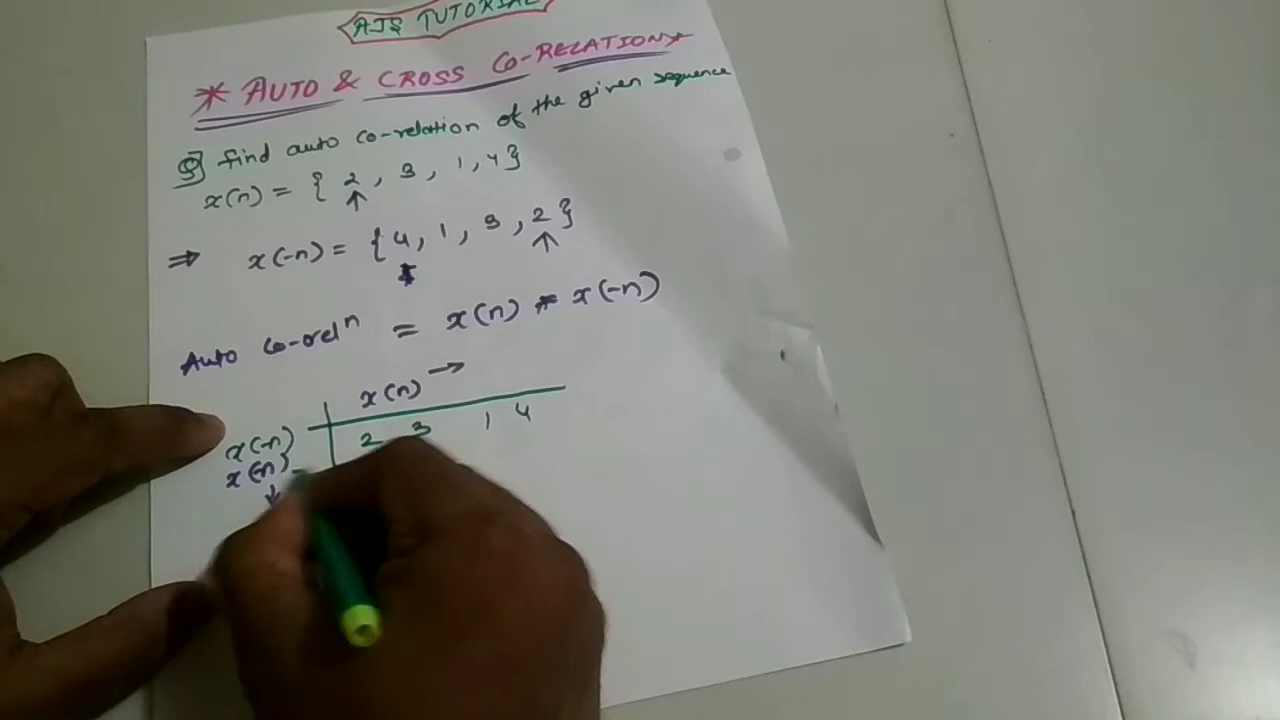 AJS TUTORIAL
* AUTO & CROSS CO-RELATION *
Q] find auto co-relation of the given sequence
x(n) = { 2 , 3 , 1 , 4 }
↑
⇒ x(-n) = { 4 , 1 , 3 , 2 }
↑
Auto co-relⁿ = x(n) * x(-n)
x(n) →
x(-n) 2 3 1 4
x(-n)
↓